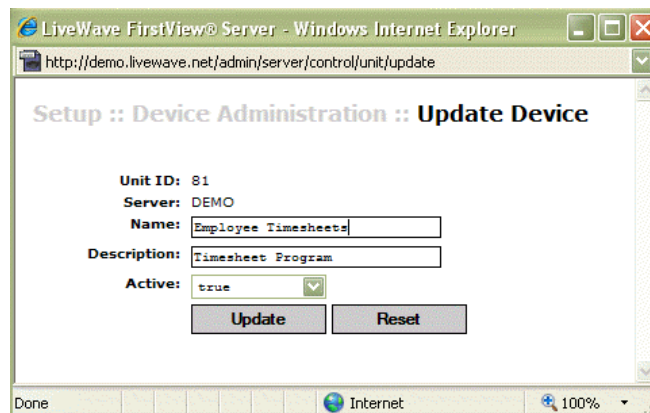 LiveWave FirstView® Server - Windows Internet Explorer
http://demo.livewave.net/admin/server/control/unit/update
Setup :: Device Administration :: Update Device
Unit ID: 81
Server: DEMO
Name: Employee Timesheets
Description: Timesheet Program
Active: true
Update Reset
Done Internet 100%